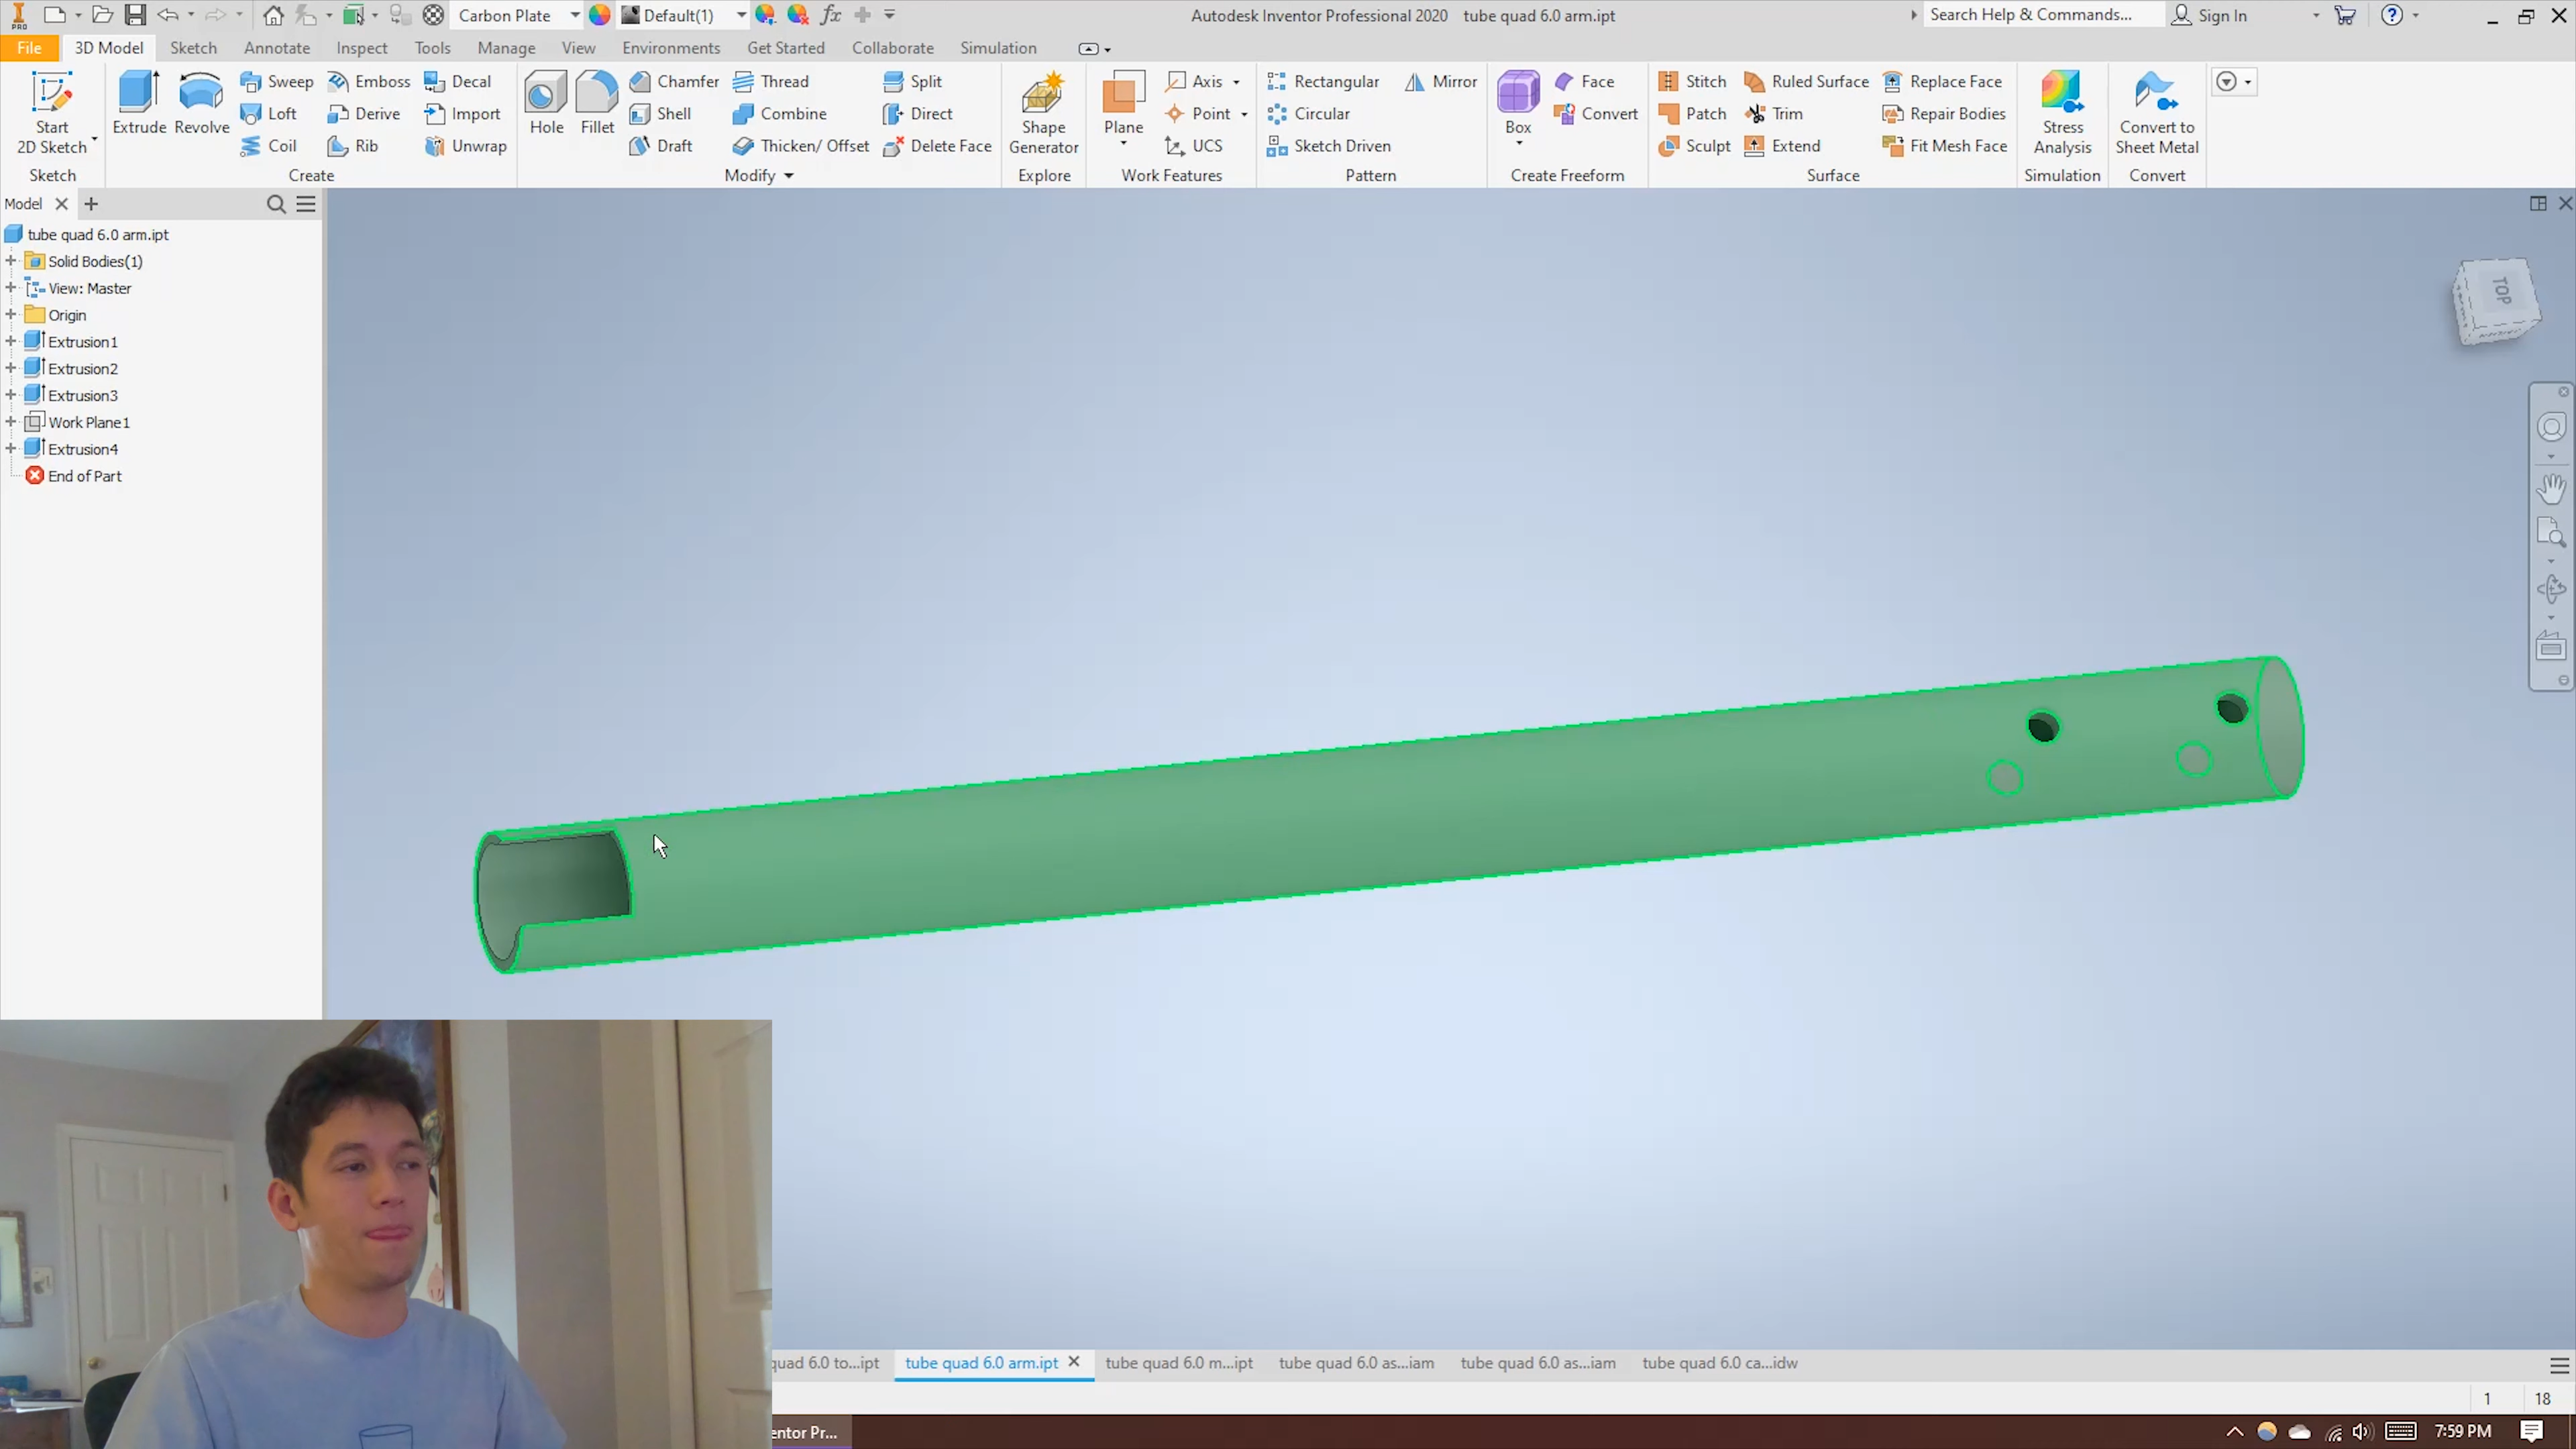 PRO
Carbon Plate
Default(1)
fx
Autodesk Inventor Professional 2020 tube quad 6.0 arm.ipt
Search Help & Commands...
Sign In
File 3D Model Sketch Annotate Inspect Tools Manage View Environments Get Started Collaborate Simulation
Start
2D Sketch
Sketch
Extrude
Revolve
Sweep
Loft
Coil
Emboss
Derive
Rib
Decal
Import
Unwrap
Create
Hole
Fillet
Chamfer
Shell
Draft
Thread
Combine
Thicken/ Offset
Split
Direct
Delete Face
Modify
Shape
Generator
Explore
Plane
Axis
Point
UCS
Work Features
Rectangular
Circular
Sketch Driven
Mirror
Pattern
Box
Face
Convert
Create Freeform
Stitch
Patch
Sculpt
Ruled Surface
Trim
Extend
Replace Face
Repair Bodies
Fit Mesh Face
Surface
Stress
Analysis
Simulation
Convert to
Sheet Metal
Convert
Model
tube quad 6.0 arm.ipt
Solid Bodies(1)
View: Master
Origin
Extrusion1
Extrusion2
Extrusion3
Work Plane1
Extrusion4
End of Part
TOP
quad 6.0 to...ipt
tube quad 6.0 arm.ipt
tube quad 6.0 m...ipt
tube quad 6.0 as...iam
tube quad 6.0 as...iam
tube quad 6.0 ca...idw
1 18
entor Pr...
7:59 PM